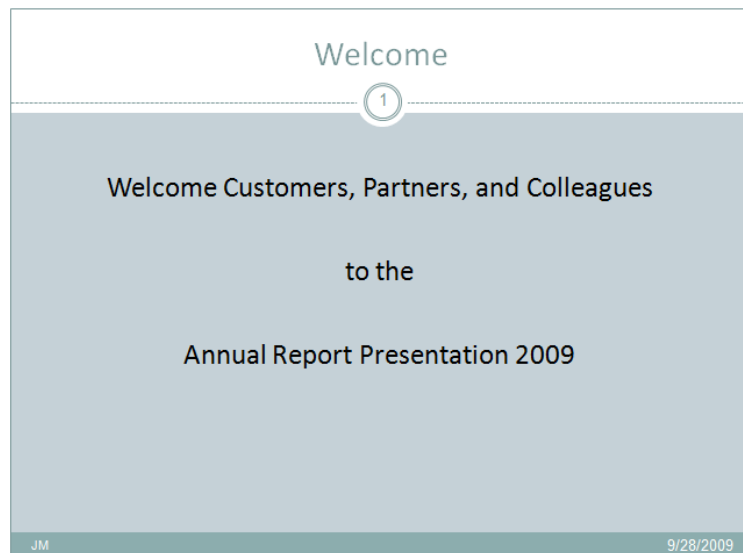 Welcome
1
Welcome Customers, Partners, and Colleagues
to the
Annual Report Presentation 2009
JM
9/28/2009